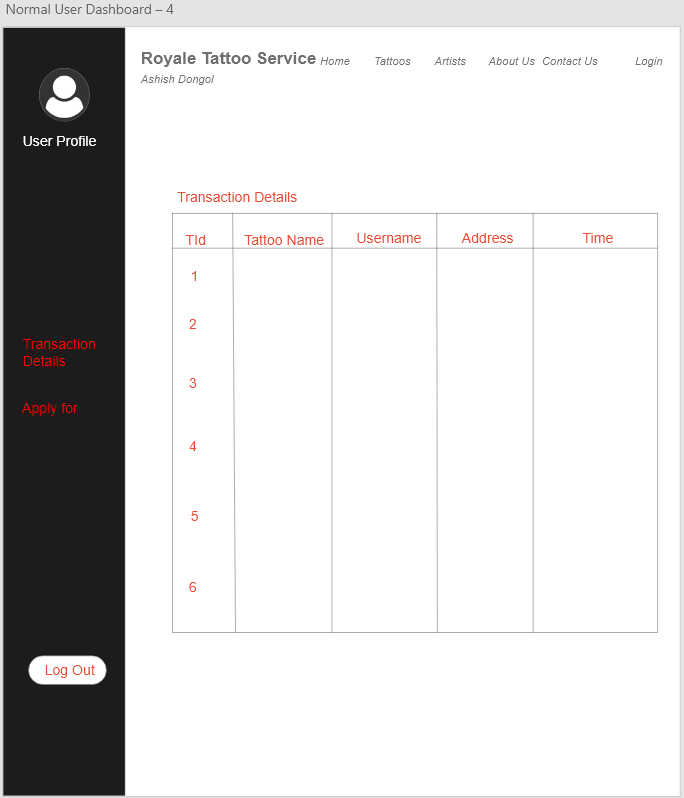 Normal User Dashboard – 4
User Profile
Transaction
Details
Apply for
Log Out
Royale Tattoo Service Home Tattoos Artists About Us Contact Us Login
Ashish Dongol
Transaction Details
TId Tattoo Name Username Address Time
1
2
3
4
5
6